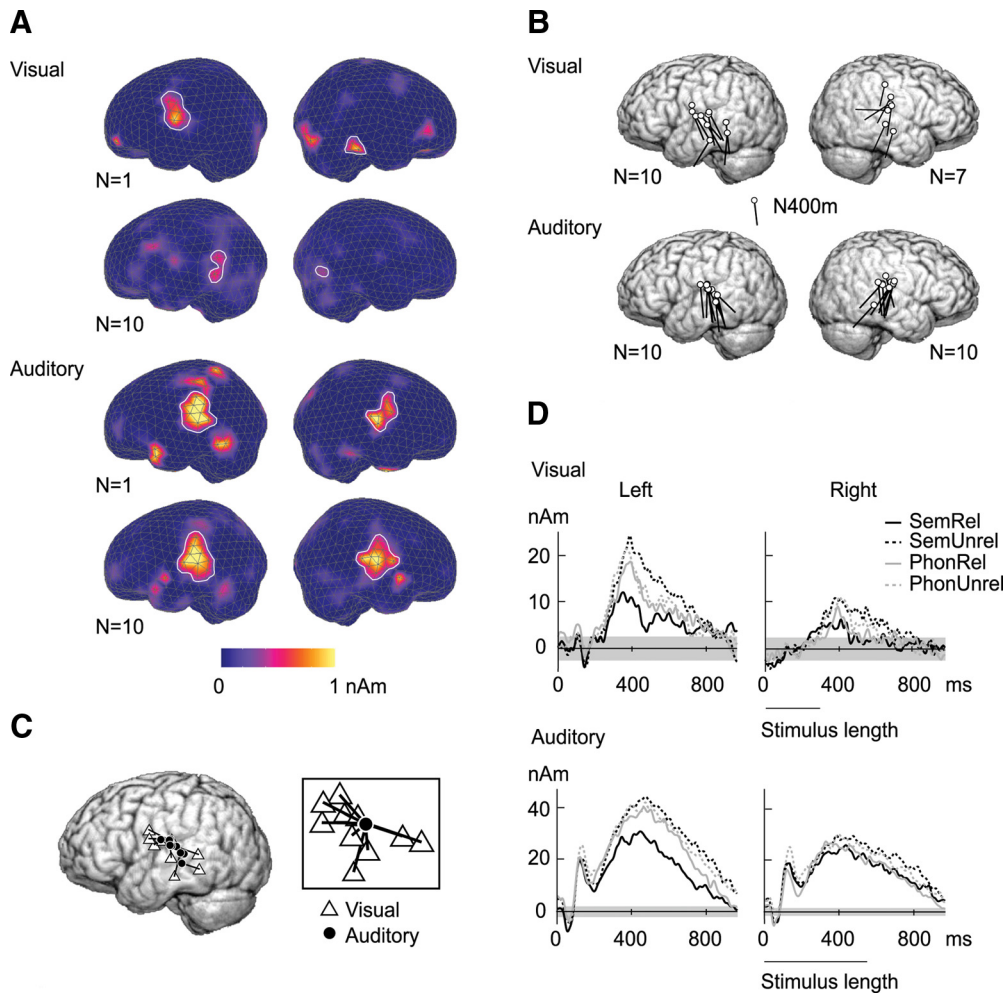 A
Visual
N=1
N=10
Auditory
N=1
N=10
0 1 nAm
B
Visual
N=10 N=7
N400m
Auditory
N=10 N=10
C
Visual
Auditory
D
Visual
Left Right
nAm
20
10
0
0 400 800 0 400 800 ms
SemRel
SemUnrel
PhonRel
PhonUnrel
Stimulus length
Auditory
nAm
40
20
0
0 400 800 0 400 800 ms
Stimulus length